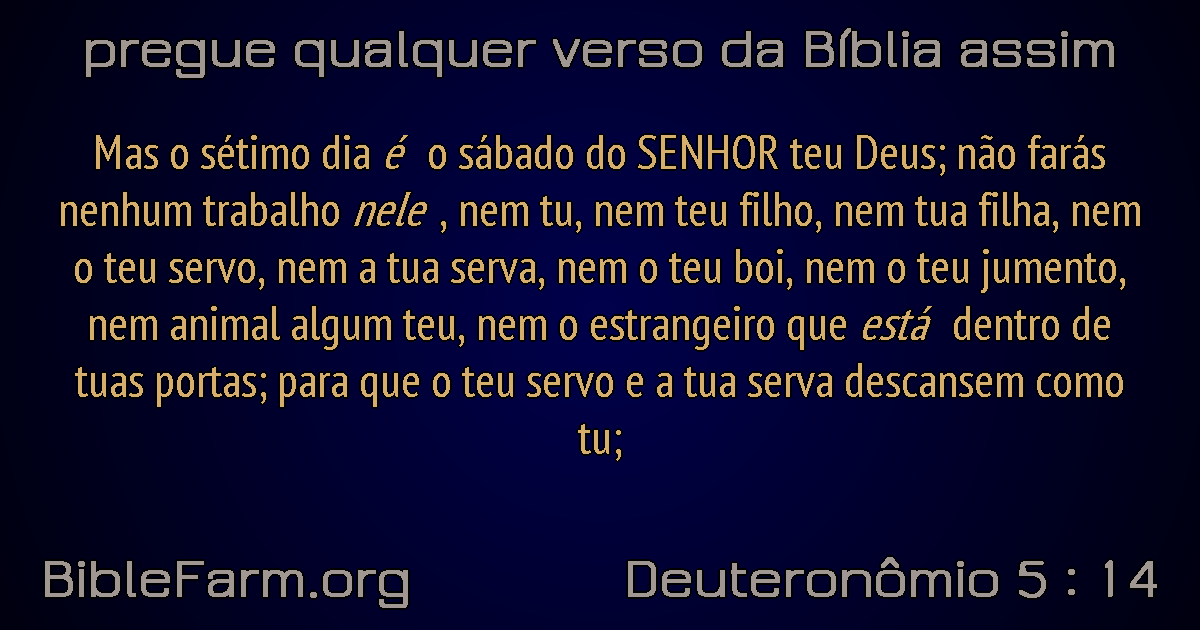 pregue qualquer verso da Bíblia assim
Mas o sétimo dia é o sábado do SENHOR teu Deus; não farás
nenhum trabalho nele , nem tu, nem teu filho, nem tua filha, nem
o teu servo, nem a tua serva, nem o teu boi, nem o teu jumento,
nem animal algum teu, nem o estrangeiro que está dentro de
tuas portas; para que o teu servo e a tua serva descansem como
tu;
BibleFarm.org
Deuteronômio 5 : 14